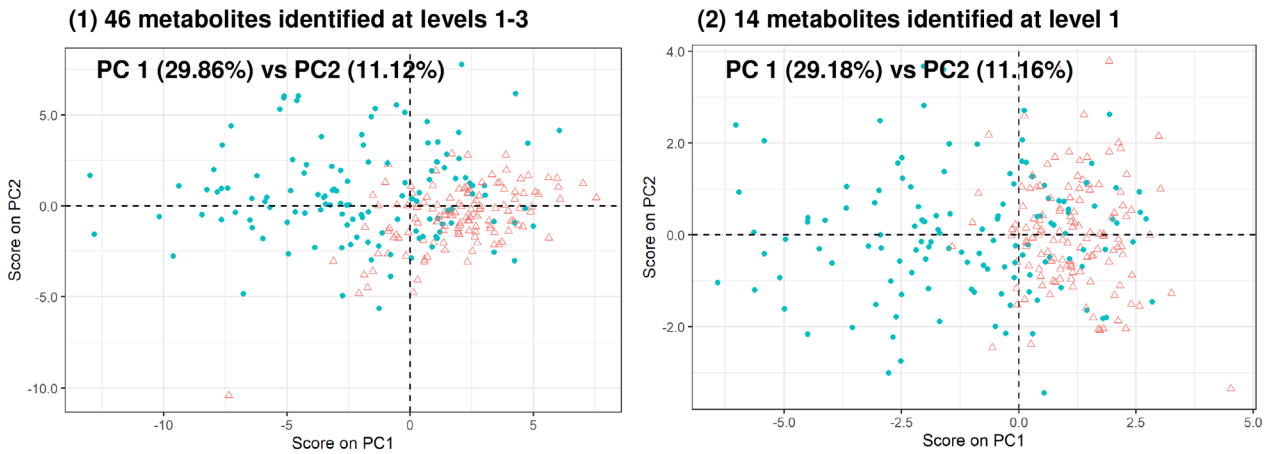 (1) 46 metabolites identified at levels 1-3
PC 1 (29.86%) vs PC2 (11.12%)
Score on PC2
5.0
0.0
-5.0
-10.0
-10
-5
0
5
Score on PC1
(2) 14 metabolites identified at level 1
PC 1 (29.18%) vs PC2 (11.16%)
Score on PC2
4.0
2.0
0.0
-2.0
-5.0
-2.5
0.0
2.5
5.0
Score on PC1